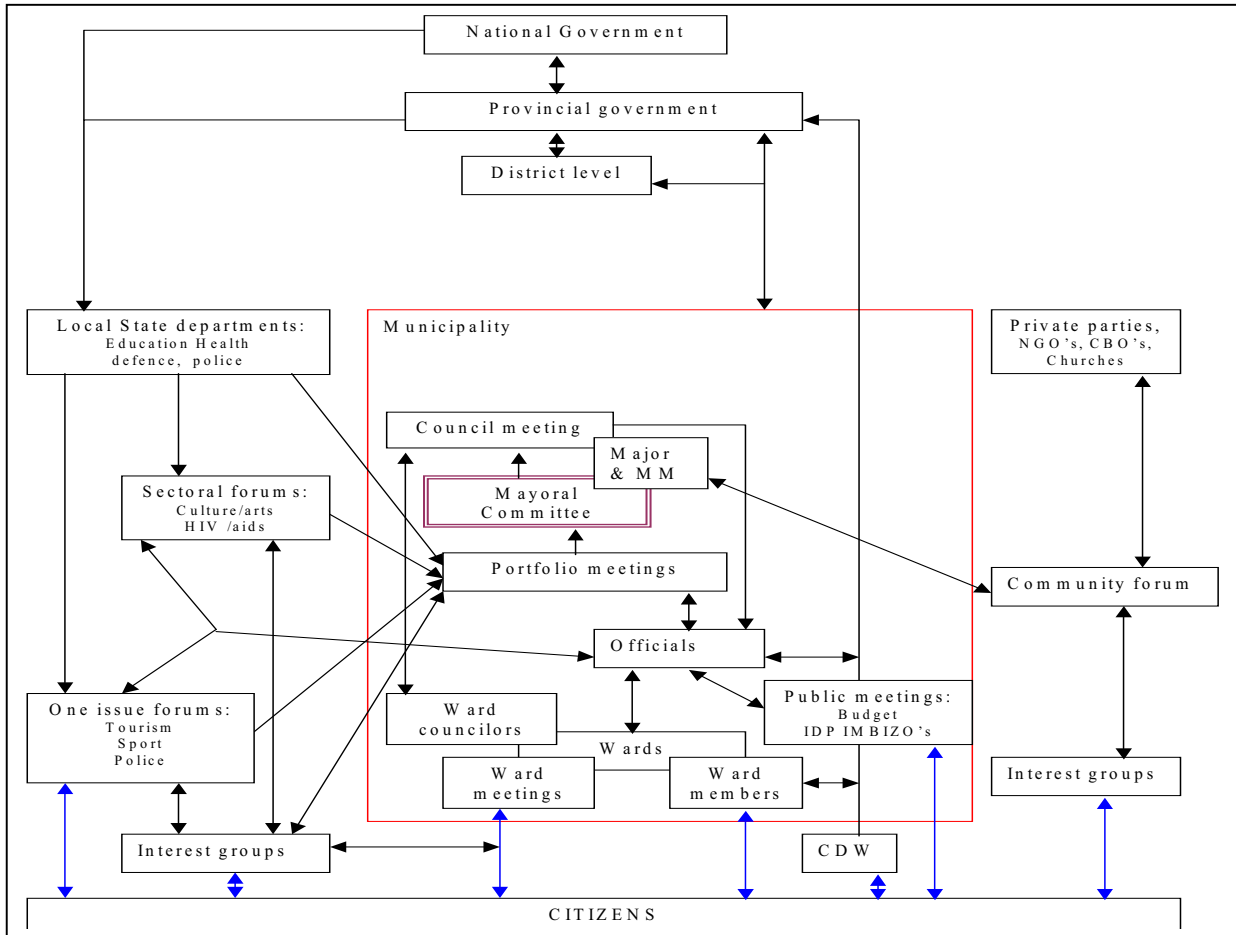 National Government
Provincial government
District level
Local State departments:
Education Health
defence, police
Municipality
Private parties,
NGO's, CBO's,
Churches
Council meeting
Major
& MM
Sectoral forums:
Culture/arts
HIV /aids
Mayoral
Committee
Portfolio meetings
Community forum
Officials
One issue forums:
Tourism
Sport
Police
Ward
councilors
Wards
Public meetings:
Budget
IDP IMBIZO's
Ward
meetings
Ward
members
Interest groups
Interest groups
CDW
CITIZENS